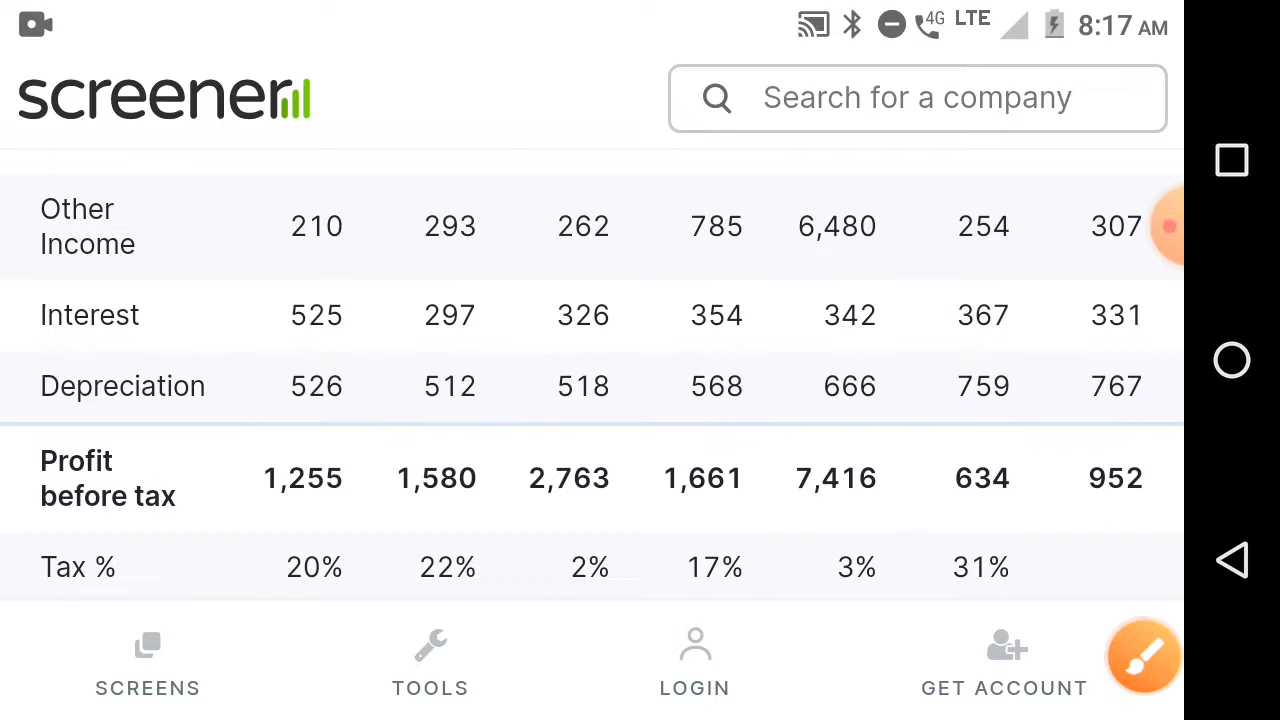 4G LTE 8:17 AM
screener
Search for a company
Other Income 210 293 262 785 6,480 254 307
Interest 525 297 326 354 342 367 331
Depreciation 526 512 518 568 666 759 767
Profit before tax 1,255 1,580 2,763 1,661 7,416 634 952
Tax % 20% 22% 2% 17% 3% 31%
SCREENS TOOLS LOGIN GET ACCOUNT